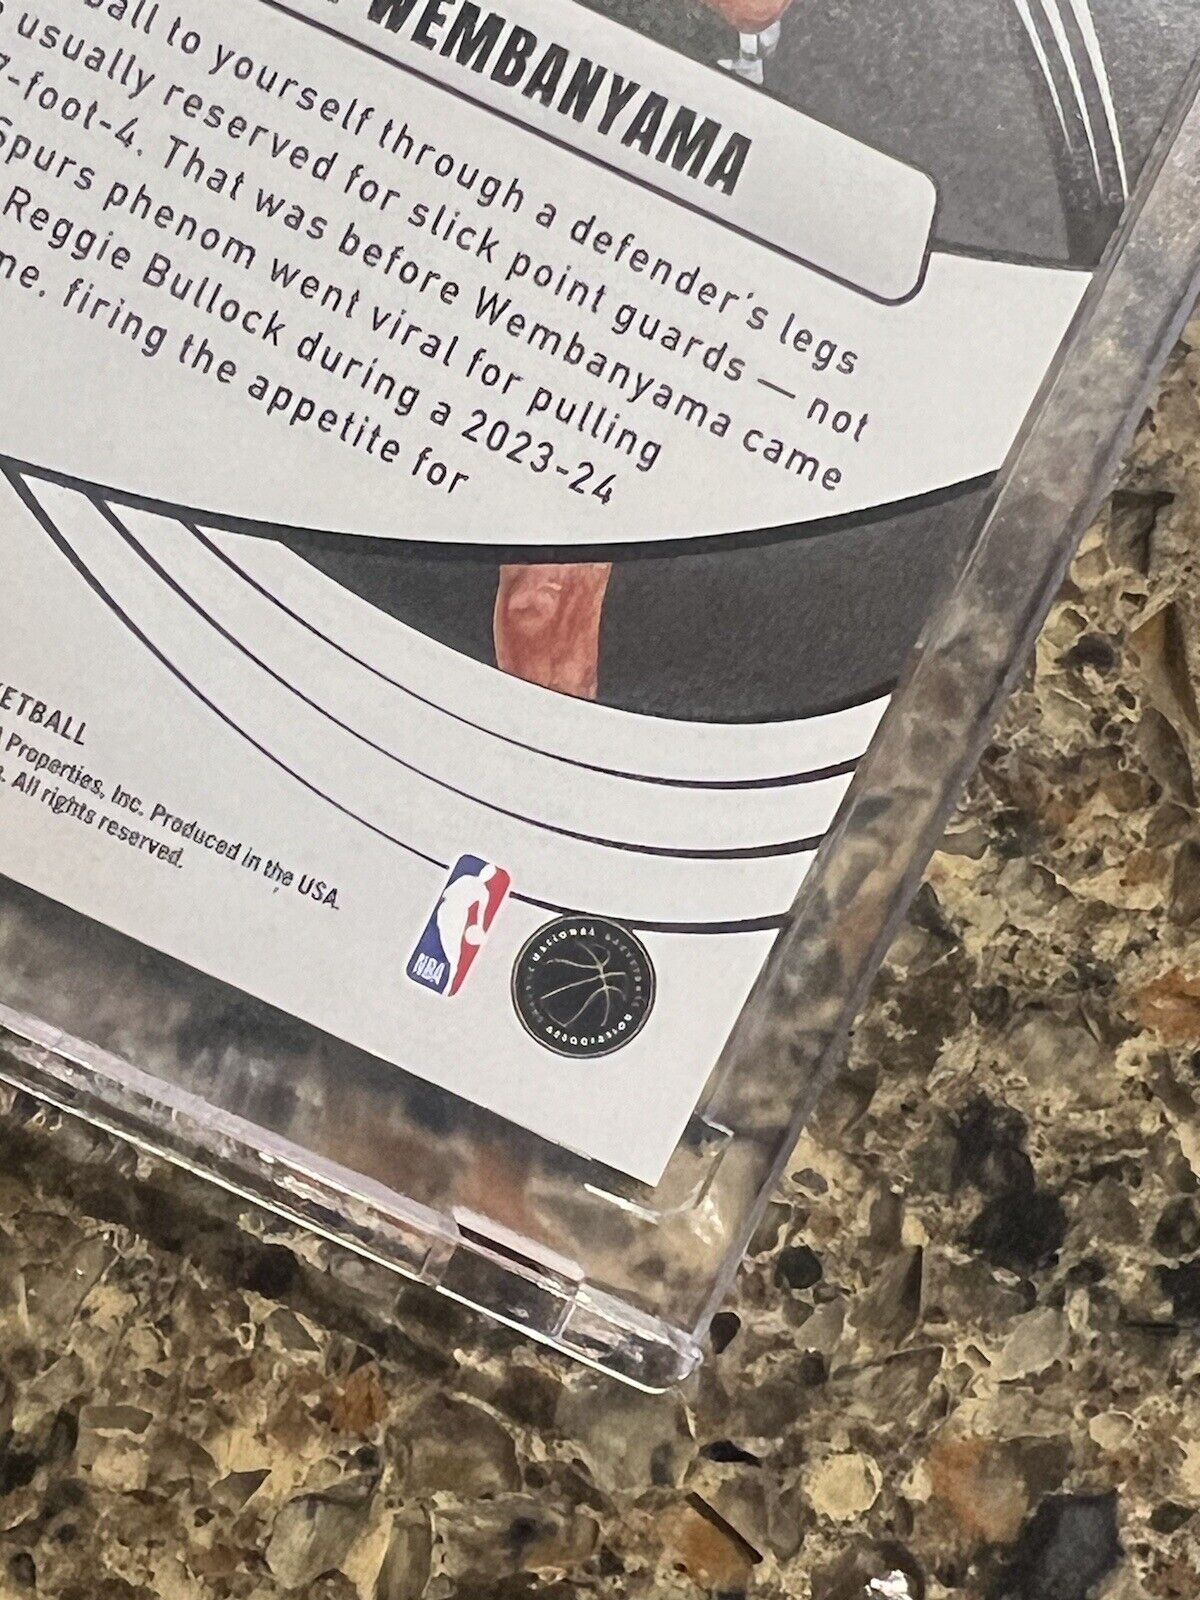 WEMBANYAMA
ball to yourself through a defender's legs
usually reserved for slick point guards — not
7-foot-4. That was before Wembanyama came
Spurs phenom went viral for pulling
Reggie Bullock during a 2023-24
firing the appetite for
Properties, Inc. Produced in the USA.
All rights reserved.
NBA